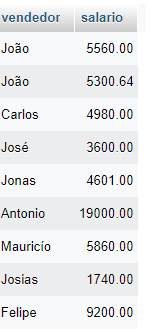 vendedor salario
João 5560.00
João 5300.64
Carlos 4980.00
José 3600.00
Jonas 4601.00
Antonio 19000.00
Mauricío 5860.00
Josias 1740.00
Felipe 9200.00